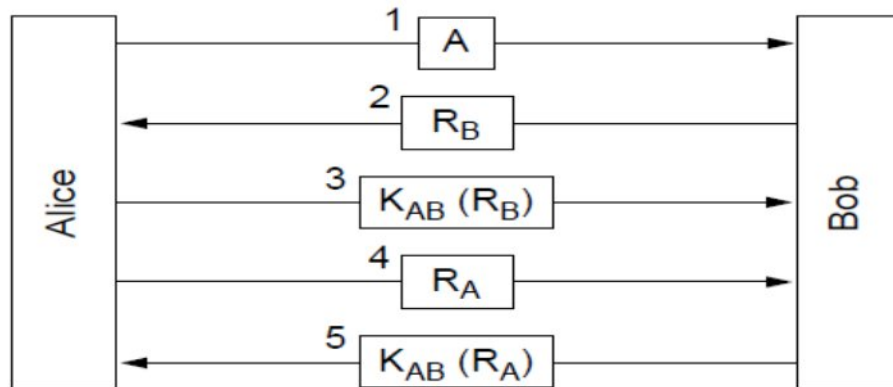 Alice
1 A
2 R_B
3 K_AB (R_B)
4 R_A
5 K_AB (R_A)
Bob